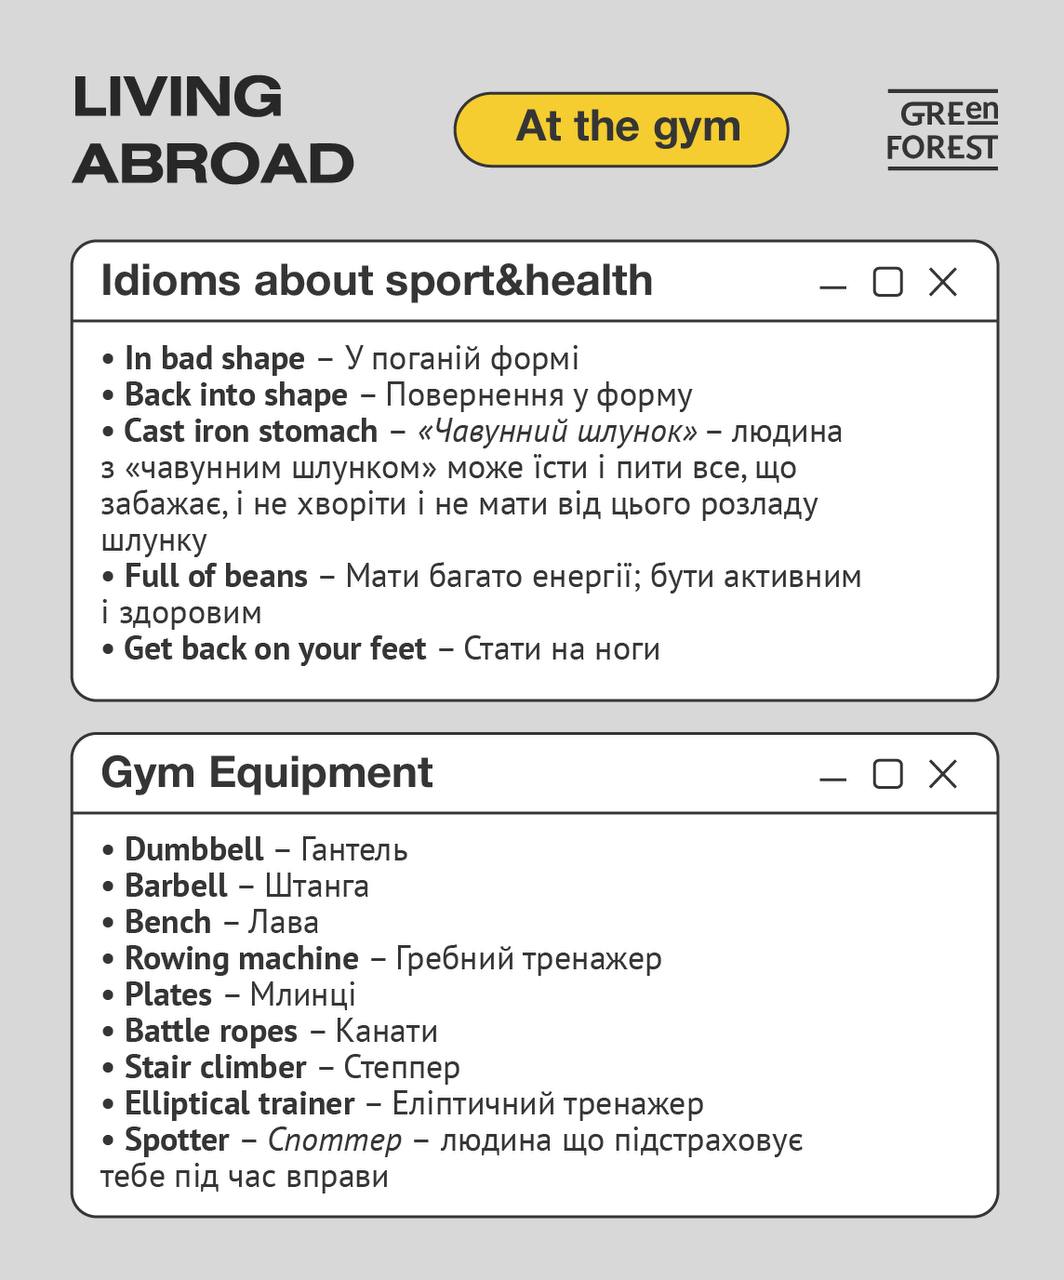 LIVING
ABROAD
At the gym
GREen
FOREST
Idioms about sport&health
• In bad shape – У поганій формі
• Back into shape – Повернення у форму
• Cast iron stomach – «Чавунний шлунок» – людина
з «чавунним шлунком» може їсти і пити все, що
забажає, і не хворіти і не мати від цього розладу
шлунку
• Full of beans – Мати багато енергії; бути активним
і здоровим
• Get back on your feet – Стати на ноги
Gym Equipment
• Dumbbell – Гантель
• Barbell – Штанга
• Bench – Лава
• Rowing machine – Гребний тренажер
• Plates – Млинці
• Battle ropes – Канати
• Stair climber – Степпер
• Elliptical trainer – Еліптичний тренажер
• Spotter – Споттер – людина що підстраховує
тебе під час вправи